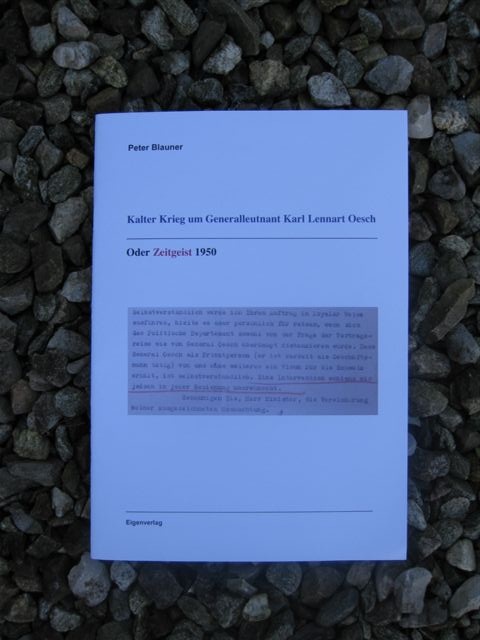 Peter Blauner
Kalter Krieg um Generalleutnant Karl Lennart Oesch
Oder Zeitgeist 1950
Selbstverständlich werde ich Ihren Auftrag in loyaler Weise
ausführen, hielte es aber persönlich für ratsam, wenn auch
das Politische Departement sowohl von der Frage der Vortrags-
reise wie von General Oesch überhaupt distanzieren würde. Dass
General Oesch als Privatperson (er ist zurzeit als Geschäfts-
mann tätig) von uns ohne weiteres ein Visum für die Schweiz
erhält, ist selbstverständlich. Eine Intervention schiene mir
jedoch in jeder Beziehung unerwünscht.
Genehmigen Sie, Herr Minister, die Versicherung
meiner ausgezeichneten Hochachtung.
Eigenverlag